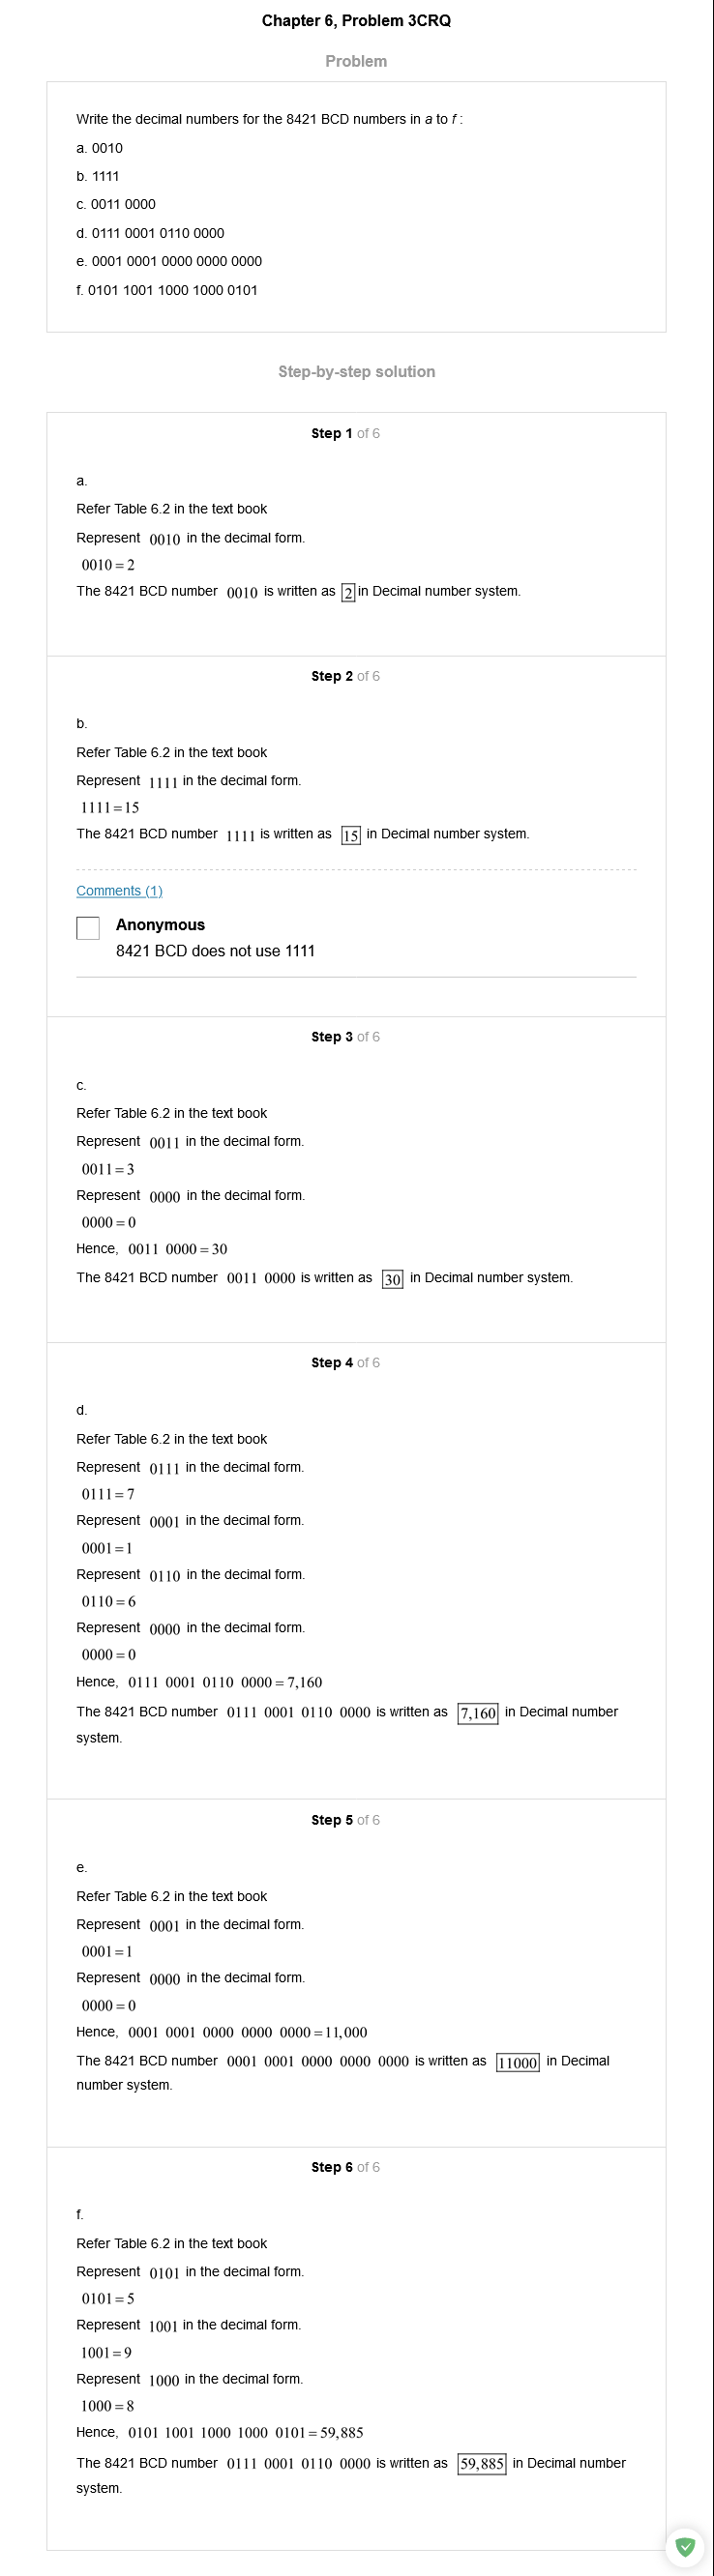 Chapter 6, Problem 3CRQ
Problem
Write the decimal numbers for the 8421 BCD numbers in a to f :
a. 0010
b. 1111
c. 0011 0000
d. 0111 0001 0110 0000
e. 0001 0001 0000 0000 0000
f. 0101 1001 1000 1000 0101
Step-by-step solution
Step 1 of 6
a.
Refer Table 6.2 in the text book
Represent 0010 in the decimal form.
0010 = 2
The 8421 BCD number 0010 is written as 2 in Decimal number system.
Step 2 of 6
b.
Refer Table 6.2 in the text book
Represent 1111 in the decimal form.
1111 = 15
The 8421 BCD number 1111 is written as 15 in Decimal number system.
Comments (1)
Anonymous
8421 BCD does not use 1111
Step 3 of 6
c.
Refer Table 6.2 in the text book
Represent 0011 in the decimal form.
0011 = 3
Represent 0000 in the decimal form.
0000 = 0
Hence, 0011 0000 = 30
The 8421 BCD number 0011 0000 is written as 30 in Decimal number system.
Step 4 of 6
d.
Refer Table 6.2 in the text book
Represent 0111 in the decimal form.
0111 = 7
Represent 0001 in the decimal form.
0001 = 1
Represent 0110 in the decimal form.
0110 = 6
Represent 0000 in the decimal form.
0000 = 0
Hence, 0111 0001 0110 0000 = 7,160
The 8421 BCD number 0111 0001 0110 0000 is written as 7,160 in Decimal number
system.
Step 5 of 6
e.
Refer Table 6.2 in the text book
Represent 0001 in the decimal form.
0001 = 1
Represent 0000 in the decimal form.
0000 = 0
Hence, 0001 0001 0000 0000 0000 = 11,000
The 8421 BCD number 0001 0001 0000 0000 0000 is written as 11000 in Decimal
number system.
Step 6 of 6
f.
Refer Table 6.2 in the text book
Represent 0101 in the decimal form.
0101 = 5
Represent 1001 in the decimal form.
1001 = 9
Represent 1000 in the decimal form.
1000 = 8
Hence, 0101 1001 1000 1000 0101 = 59,885
The 8421 BCD number 0111 0001 0110 0000 is written as 59,885 in Decimal number
system.